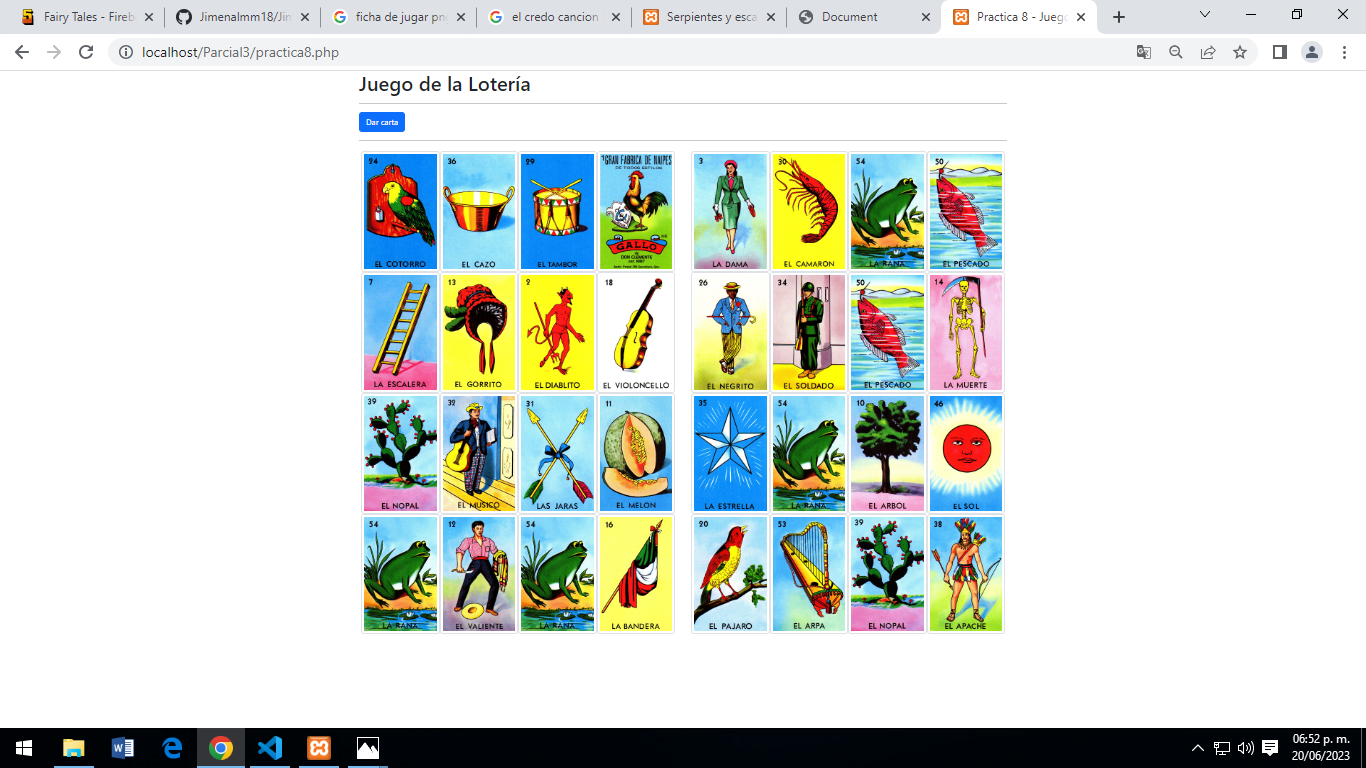 Fairy Tales - Fireb
Jimenalmm18/Jin
ficha de jugar pn
el credo cancion
Serpientes y esca
Document
Practica 8 - Juego
localhost/Parcial3/practica8.php
Juego de la Lotería
Dar carta
24
EL COTORRO
36
EL CAZO
29
EL TAMBOR
GRAN FABRICA DE NAIPES
DE TODOS ESTILOS
GALLO
DON CLEMENTE
3
LA DAMA
30
EL CAMARON
54
LA RANA
50
EL PESCADO
7
LA ESCALERA
13
EL GORRITO
2
EL DIABLITO
18
EL VIOLONCELLO
26
EL NEGRITO
34
EL SOLDADO
50
EL PESCADO
14
LA MUERTE
39
EL NOPAL
32
EL MUSICO
31
LAS JARAS
11
EL MELON
35
LA ESTRELLA
54
LA RANA
10
EL ARBOL
46
EL SOL
54
LA RANA
12
EL VALIENTE
54
LA RANA
16
LA BANDERA
20
EL PAJARO
53
EL ARPA
39
EL NOPAL
38
EL APACHE
06:52 p. m.
20/06/2023